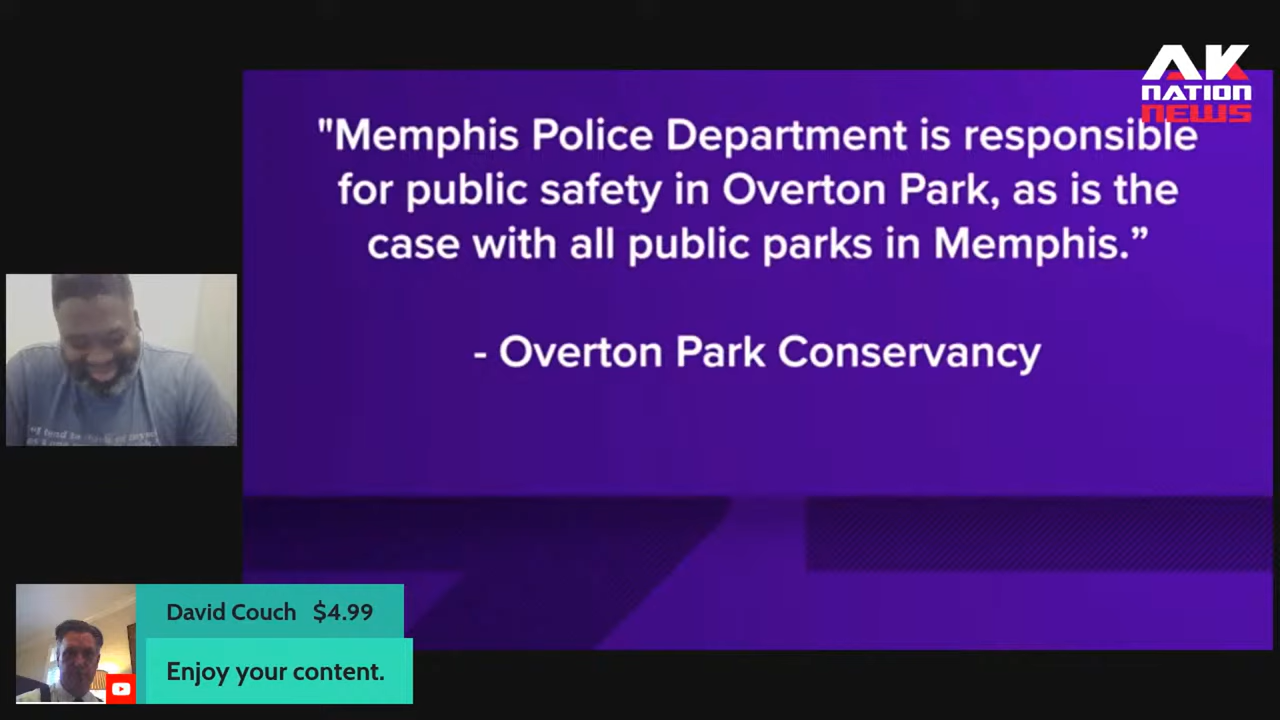 AK
NATION
NEWS
"Memphis Police Department is responsible
for public safety in Overton Park, as is the
case with all public parks in Memphis.”
- Overton Park Conservancy
David Couch $4.99
Enjoy your content.